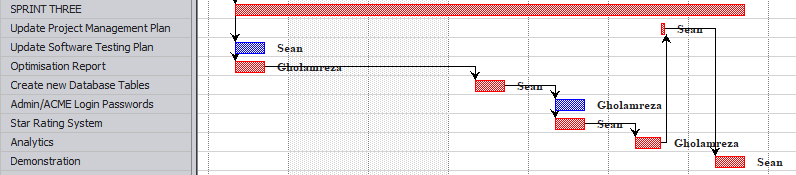 SPRINT THREE
Update Project Management Plan Sean
Update Software Testing Plan Sean
Optimisation Report Gholamreza
Create new Database Tables Sean
Admin/ACME Login Passwords Gholamreza
Star Rating System Sean
Analytics Gholamreza
Demonstration Sean